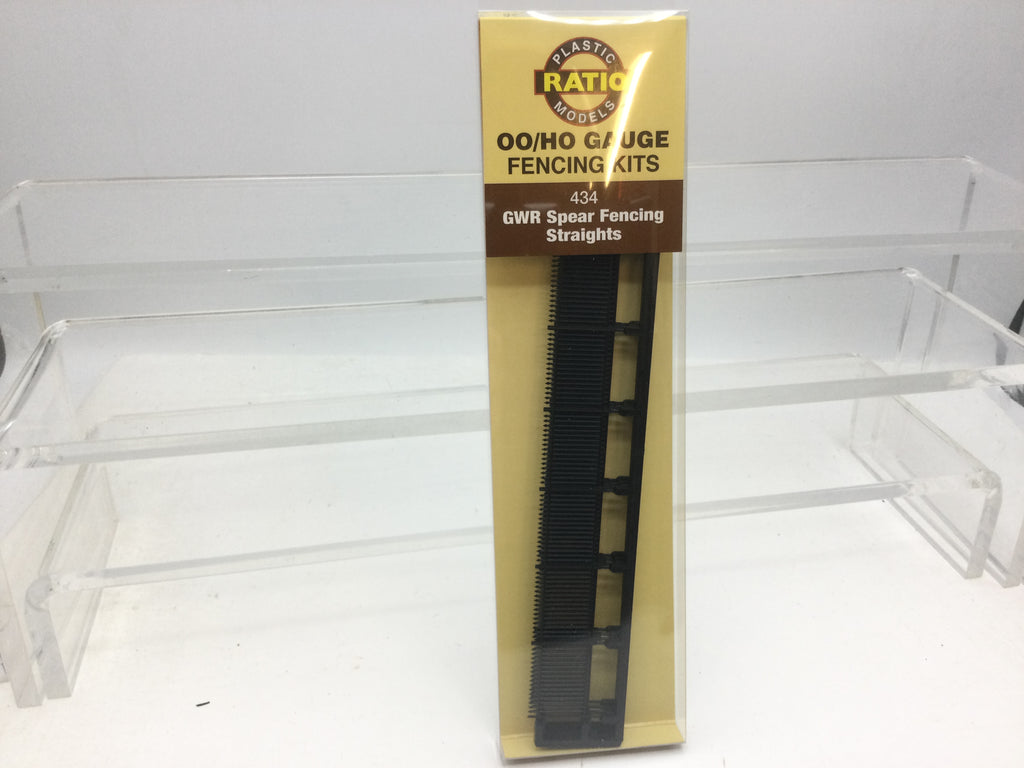 PLASTIC
RATIO
MODELS
OO/HO GAUGE
FENCING KITS
434
GWR Spear Fencing
Straights